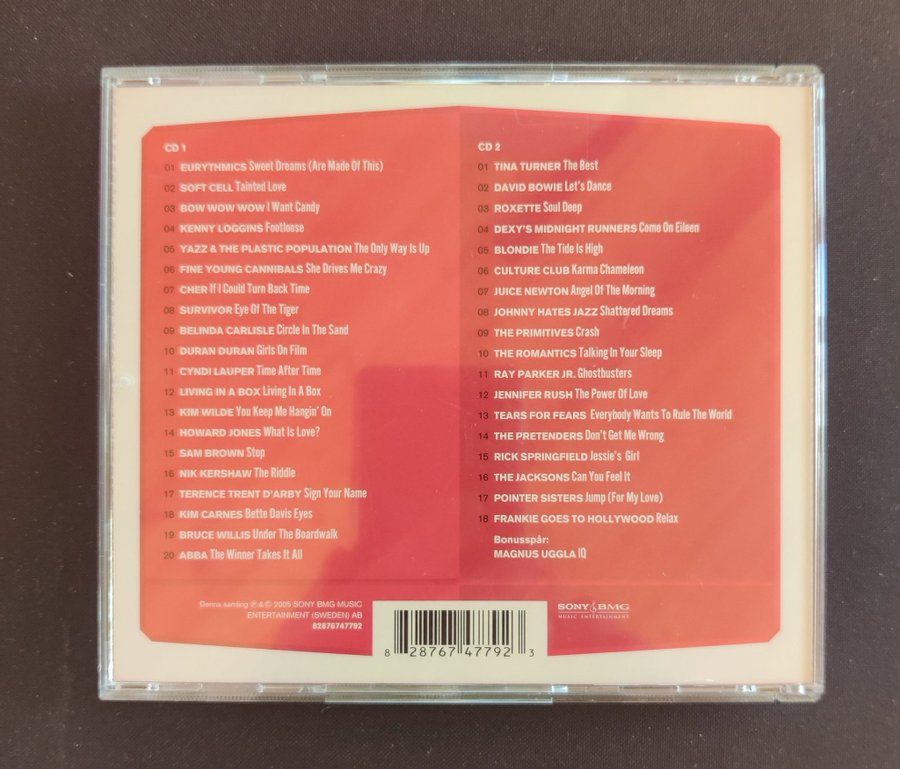 CD 1
01 EURYTHMICS Sweet Dreams (Are Made Of This)
02 SOFT CELL Tainted Love
03 BOW WOW WOW I Want Candy
04 KENNY LOGGINS Footloose
05 YAZZ & THE PLASTIC POPULATION The Only Way Is Up
06 FINE YOUNG CANNIBALS She Drives Me Crazy
07 CHER If I Could Turn Back Time
08 SURVIVOR Eye Of The Tiger
09 BELINDA CARLISLE Circle In The Sand
10 DURAN DURAN Girls On Film
11 CYNDI LAUPER Time After Time
12 LIVING IN A BOX Living In A Box
13 KIM WILDE You Keep Me Hangin' On
14 HOWARD JONES What Is Love?
15 SAM BROWN Stop
16 NIK KERSHAW The Riddle
17 TERENCE TRENT D'ARBY Sign Your Name
18 KIM CARNES Bette Davis Eyes
19 BRUCE WILLIS Under The Boardwalk
20 ABBA The Winner Takes It All
CD 2
01 TINA TURNER The Best
02 DAVID BOWIE Let's Dance
03 ROXETTE Soul Deep
04 DEXY'S MIDNIGHT RUNNERS Come On Eileen
05 BLONDIE The Tide Is High
06 CULTURE CLUB Karma Chameleon
07 JUICE NEWTON Angel Of The Morning
08 JOHNNY HATES JAZZ Shattered Dreams
09 THE PRIMITIVES Crash
10 THE ROMANTICS Talking In Your Sleep
11 RAY PARKER JR. Ghostbusters
12 JENNIFER RUSH The Power Of Love
13 TEARS FOR FEARS Everybody Wants To Rule The World
14 THE PRETENDERS Don't Get Me Wrong
15 RICK SPRINGFIELD Jessie's Girl
16 THE JACKSONS Can You Feel It
17 POINTER SISTERS Jump (For My Love)
18 FRANKIE GOES TO HOLLYWOOD Relax
Bonusspår:
MAGNUS UGGLA IQ
Denna samling ℗ & © 2005 SONY BMG MUSIC
ENTERTAINMENT (SWEDEN) AB
82876747792
8 28767 47792 3
SONY BMG
MUSIC ENTERTAINMENT